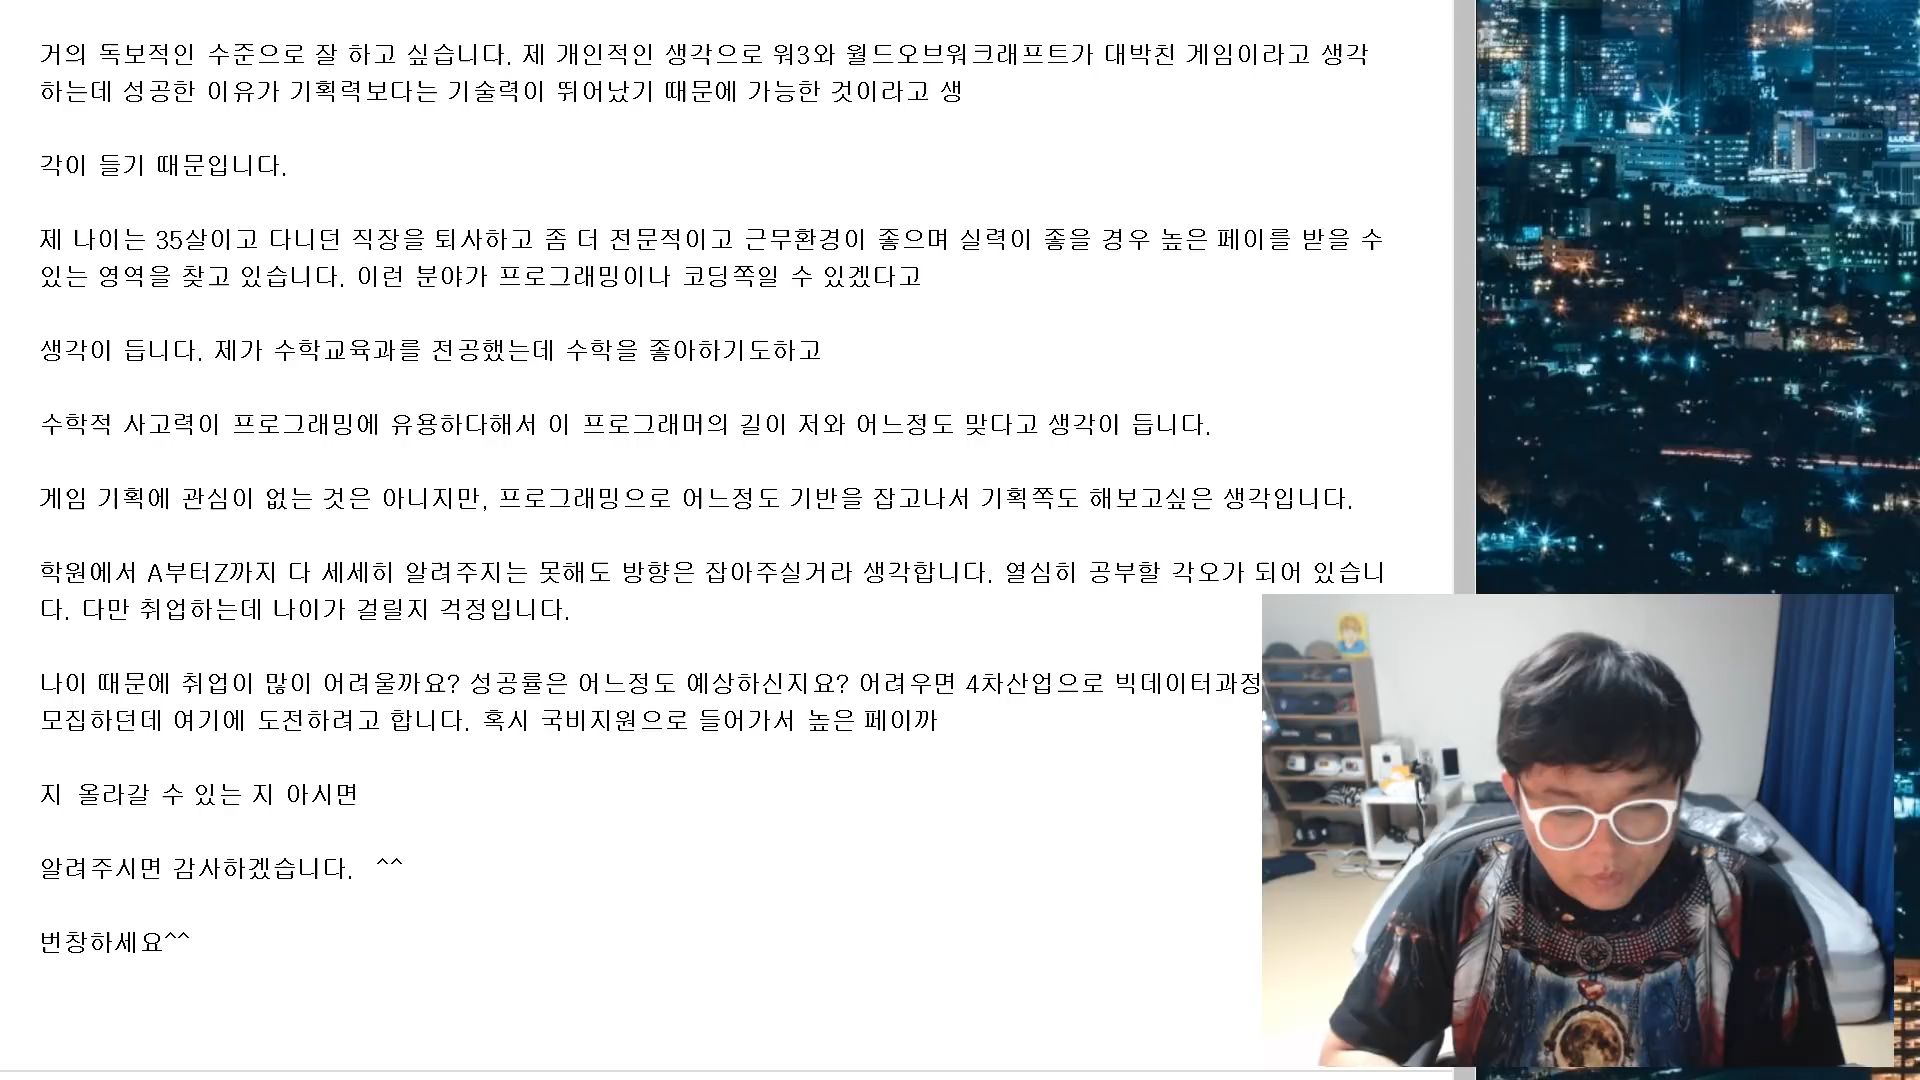 거의 독보적인 수준으로 잘 하고 싶습니다. 제 개인적인 생각으로 워3와 월드오브워크래프트가 대박친 게임이라고 생각
하는데 성공한 이유가 기획력보다는 기술력이 뛰어났기 때문에 가능한 것이라고 생
각이 들기 때문입니다.
제 나이는 35살이고 다니던 직장을 퇴사하고 좀 더 전문적이고 근무환경이 좋으며 실력이 좋을 경우 높은 페이를 받을 수
있는 영역을 찾고 있습니다. 이런 분야가 프로그래밍이나 코딩쪽일 수 있겠다고
생각이 듭니다. 제가 수학교육과를 전공했는데 수학을 좋아하기도하고
수학적 사고력이 프로그래밍에 유용하다해서 이 프로그래머의 길이 저와 어느정도 맞다고 생각이 듭니다.
게임 기획에 관심이 없는 것은 아니지만, 프로그래밍으로 어느정도 기반을 잡고나서 기획쪽도 해보고싶은 생각입니다.
학원에서 A부터Z까지 다 세세히 알려주지는 못해도 방향은 잡아주실거라 생각합니다. 열심히 공부할 각오가 되어 있습니
다. 다만 취업하는데 나이가 걸릴지 걱정입니다.
나이 때문에 취업이 많이 어려울까요? 성공률은 어느정도 예상하신지요? 어려우면 4차산업으로 빅데이터과정
모집하던데 여기에 도전하려고 합니다. 혹시 국비지원으로 들어가서 높은 페이까
지 올라갈 수 있는 지 아시면
알려주시면 감사하겠습니다. ^^
번창하세요^^